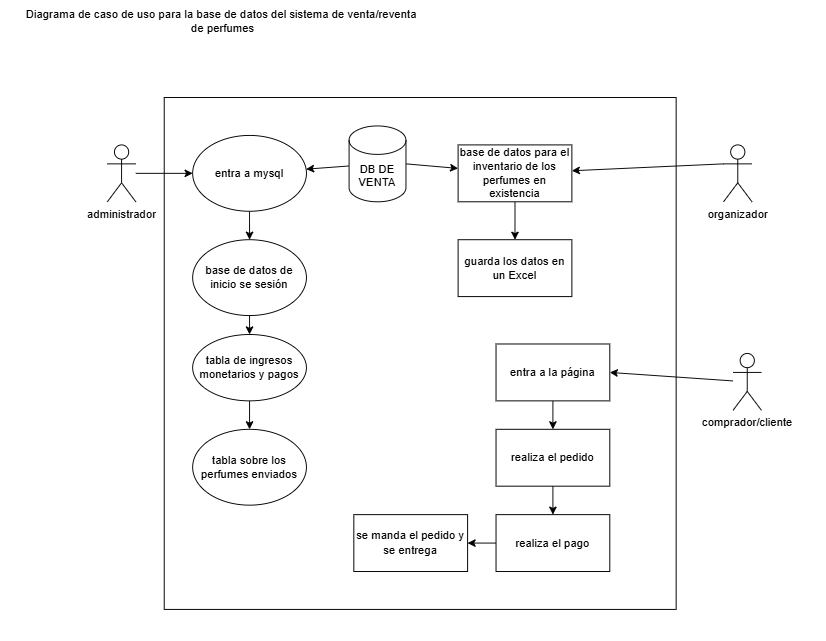 Diagrama de caso de uso para la base de datos del sistema de venta/reventa
de perfumes
administrador
entra a mysql
DB DE
VENTA
base de datos para el
inventario de los
perfumes en
existencia
organizador
base de datos de
inicio se sesión
guarda los datos en
un Excel
tabla de ingresos
monetarios y pagos
entra a la página
comprador/cliente
tabla sobre los
perfumes enviados
realiza el pedido
se manda el pedido y
se entrega
realiza el pago